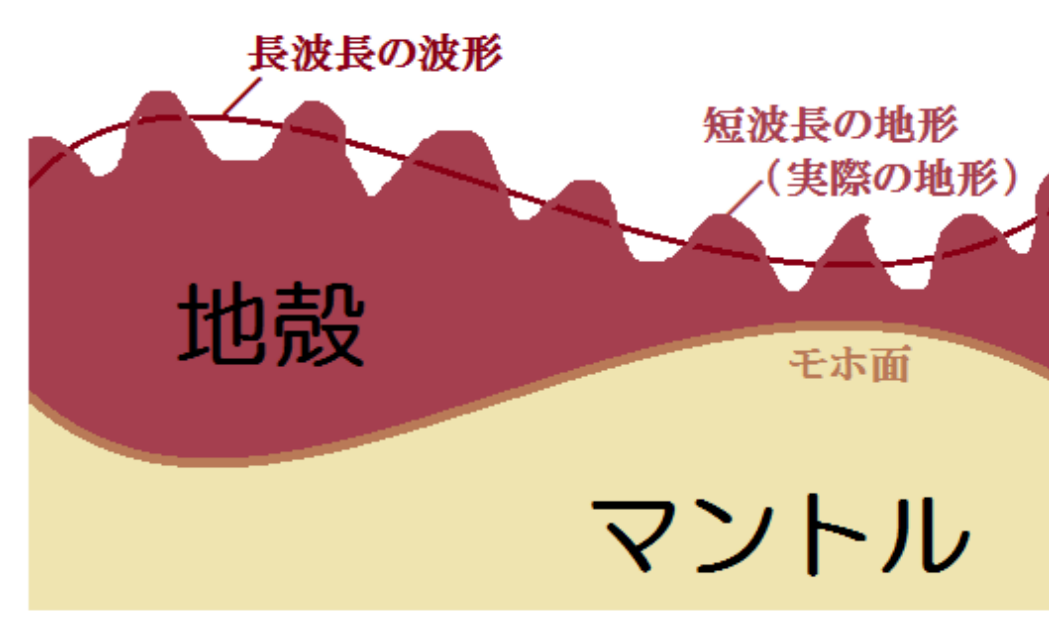 長波長の波形
短波長の地形
(実際の地形)
地殻
モホ面
マントル